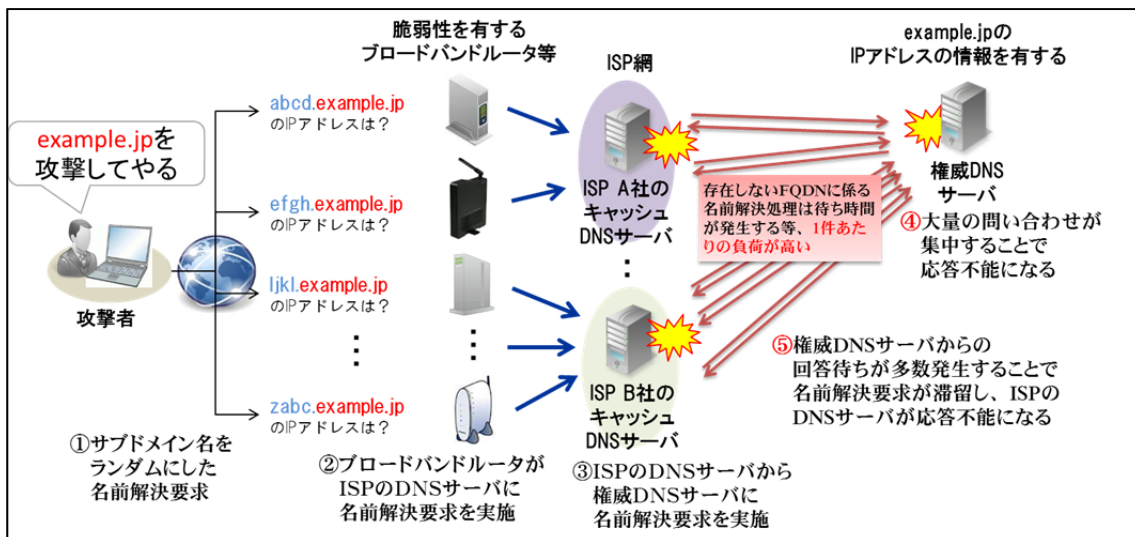 脆弱性を有する
ブロードバンドルータ等
ISP網
example.jpの
IPアドレスの情報を有する
example.jpを
攻撃してやる
攻撃者
abcd.example.jp
のIPアドレスは？
efgh.example.jp
のIPアドレスは？
ljkl.example.jp
のIPアドレスは？
⋮
zabc.example.jp
のIPアドレスは？
⋮
ISP A社の
キャッシュ
DNSサーバ
⋮
ISP B社の
キャッシュ
DNSサーバ
存在しないFQDNに係る
名前解決処理は待ち時間
が発生する等、1件あた
りの負荷が高い
権威DNS
サーバ
①サブドメイン名を
ランダムにした
名前解決要求
②ブロードバンドルータが
ISPのDNSサーバに
名前解決要求を実施
③ISPのDNSサーバから
権威DNSサーバに
名前解決要求を実施
④大量の問い合わせが
集中することで
応答不能になる
⑤権威DNSサーバからの
回答待ちが多数発生することで
名前解決要求が滞留し、ISPの
DNSサーバが応答不能になる